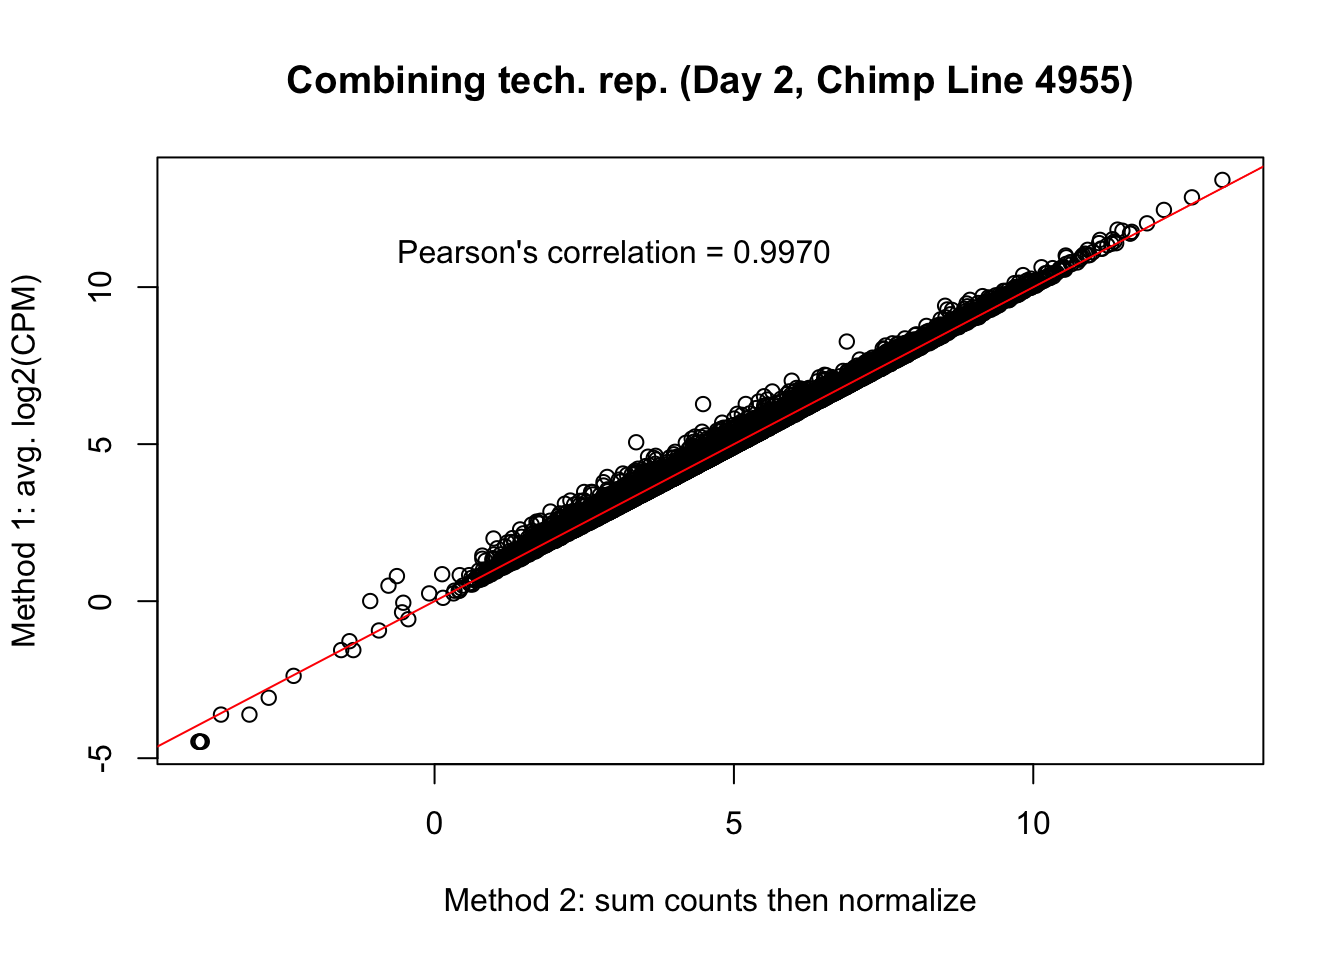 Combining tech. rep. (Day 2, Chimp Line 4955)
Pearson's correlation = 0.9970
Method 1: avg. log2(CPM)
10
5
0
-5
0 5 10
Method 2: sum counts then normalize